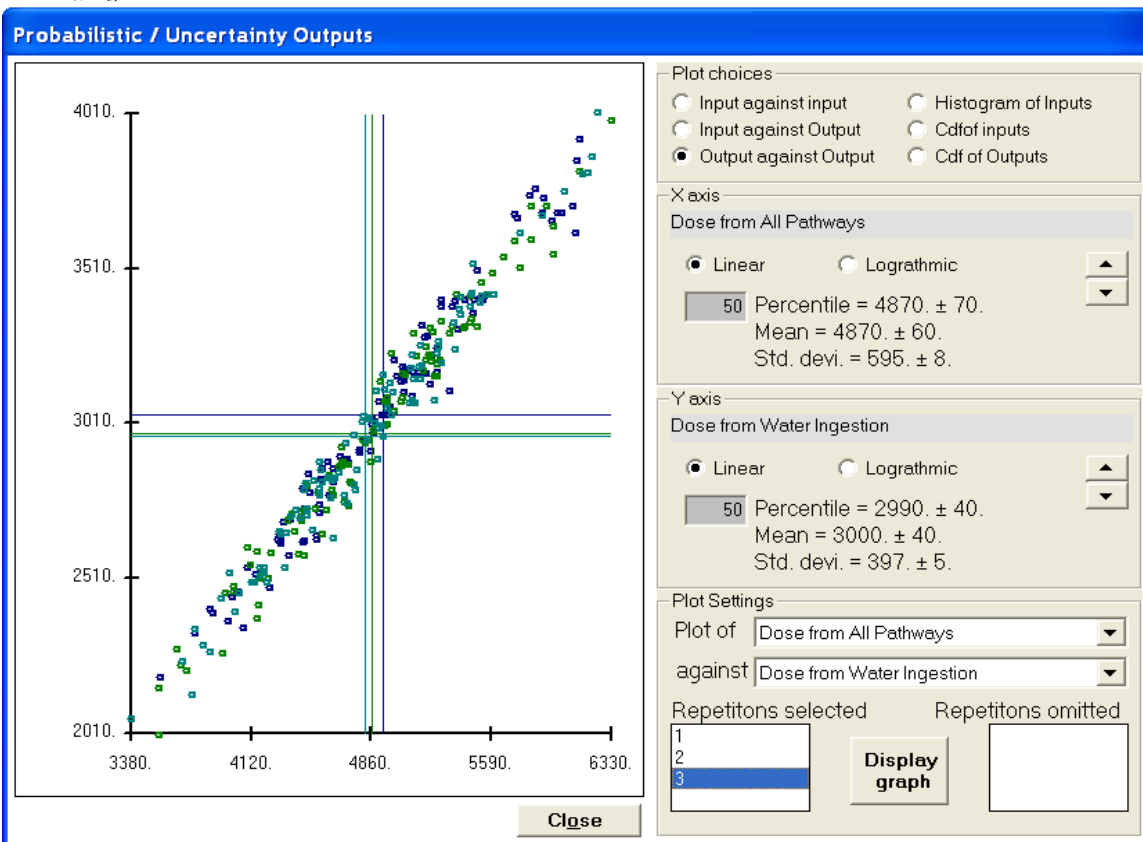 Probabilistic / Uncertainty Outputs
4010.
3510.
3010.
2510.
2010.
3380. 4120. 4860. 5590. 6330.
Close
Plot choices
Input against input Histogram of Inputs
Input against Output Cdfof inputs
Output against Output Cdf of Outputs
X axis
Dose from All Pathways
Linear Lograthmic
50 Percentile = 4870. ± 70.
Mean = 4870. ± 60.
Std. devi. = 595. ± 8.
Y axis
Dose from Water Ingestion
Linear Lograthmic
50 Percentile = 2990. ± 40.
Mean = 3000. ± 40.
Std. devi. = 397. ± 5.
Plot Settings
Plot of Dose from All Pathways
against Dose from Water Ingestion
Repetitons selected Repetitons omitted
1
2
3
Display
graph